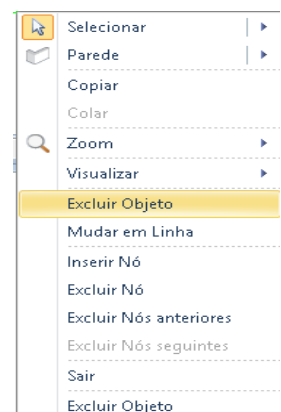 Selecionar
Parede
Copiar
Colar
Zoom
Visualizar
Excluir Objeto
Mudar em Linha
Inserir Nó
Excluir Nó
Excluir Nós anteriores
Excluir Nós seguintes
Sair
Excluir Objeto